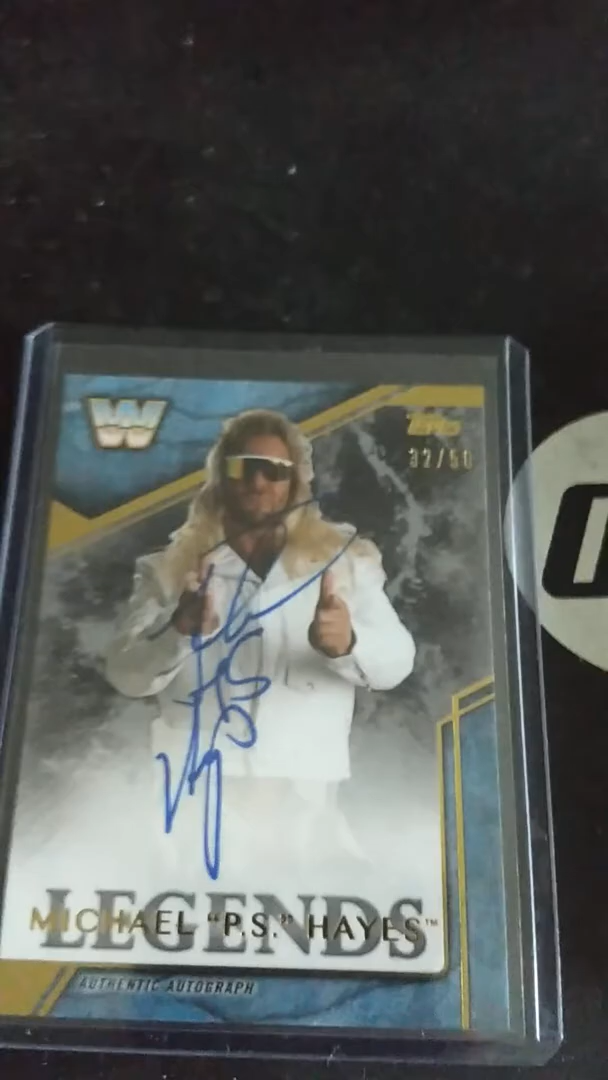 W
Topps
32/50
LEGENDS
MICHAEL "P.S." HAYES™
AUTHENTIC AUTOGRAPH